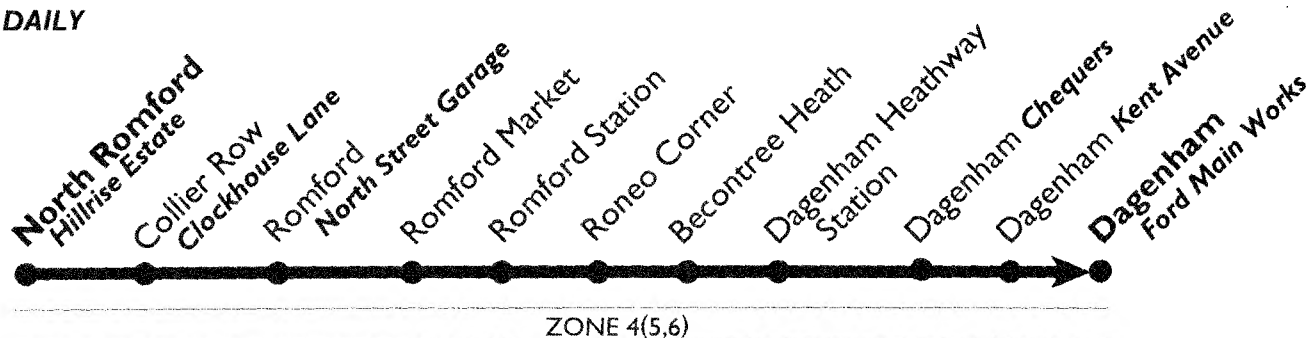 DAILY
North Romford
Hillrise Estate
Collier Row
Clockhouse Lane
Romford
North Street Garage
Romford Market
Romford Station
Roneo Corner
Becontree Heath
Dagenham Heathway
Station
Dagenham Chequers
Dagenham Kent Avenue
Dagenham
Ford Main Works
ZONE 4(5,6)